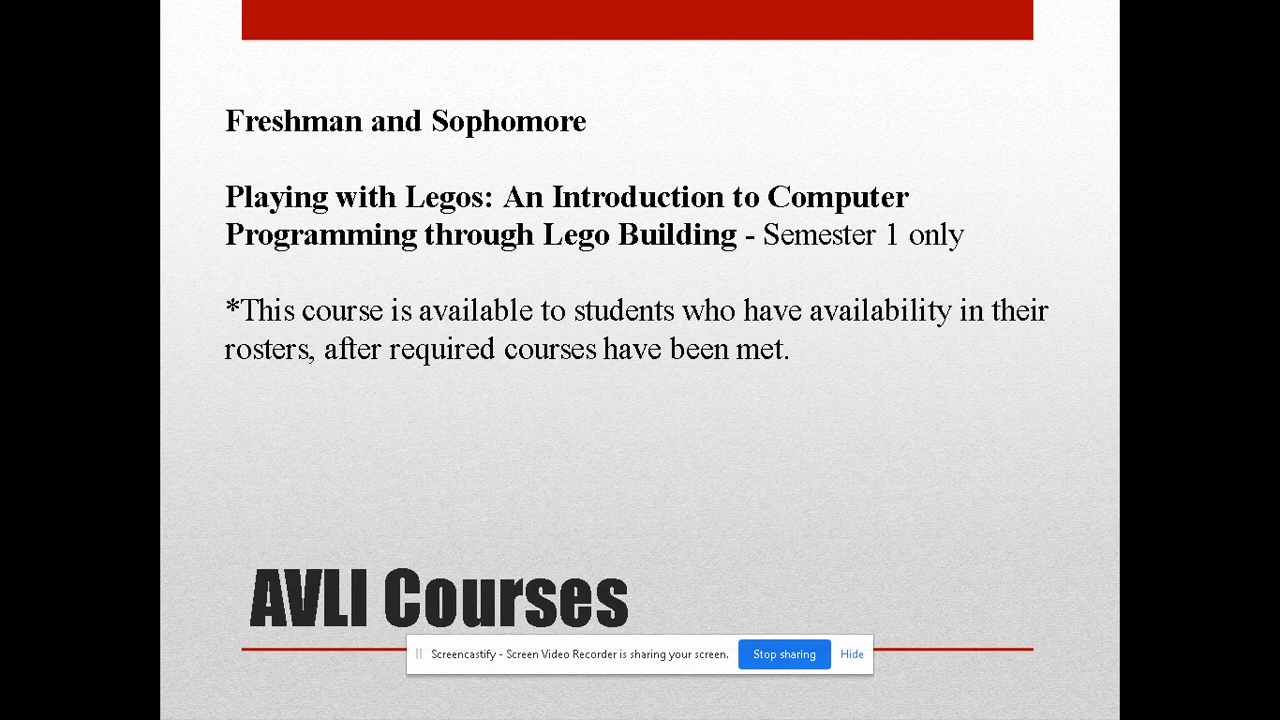 Freshman and Sophomore
Playing with Legos: An Introduction to Computer
Programming through Lego Building - Semester 1 only
*This course is available to students who have availability in their
rosters, after required courses have been met.
AVLI Courses
Screencastify - Screen Video Recorder is sharing your screen. Stop sharing Hide